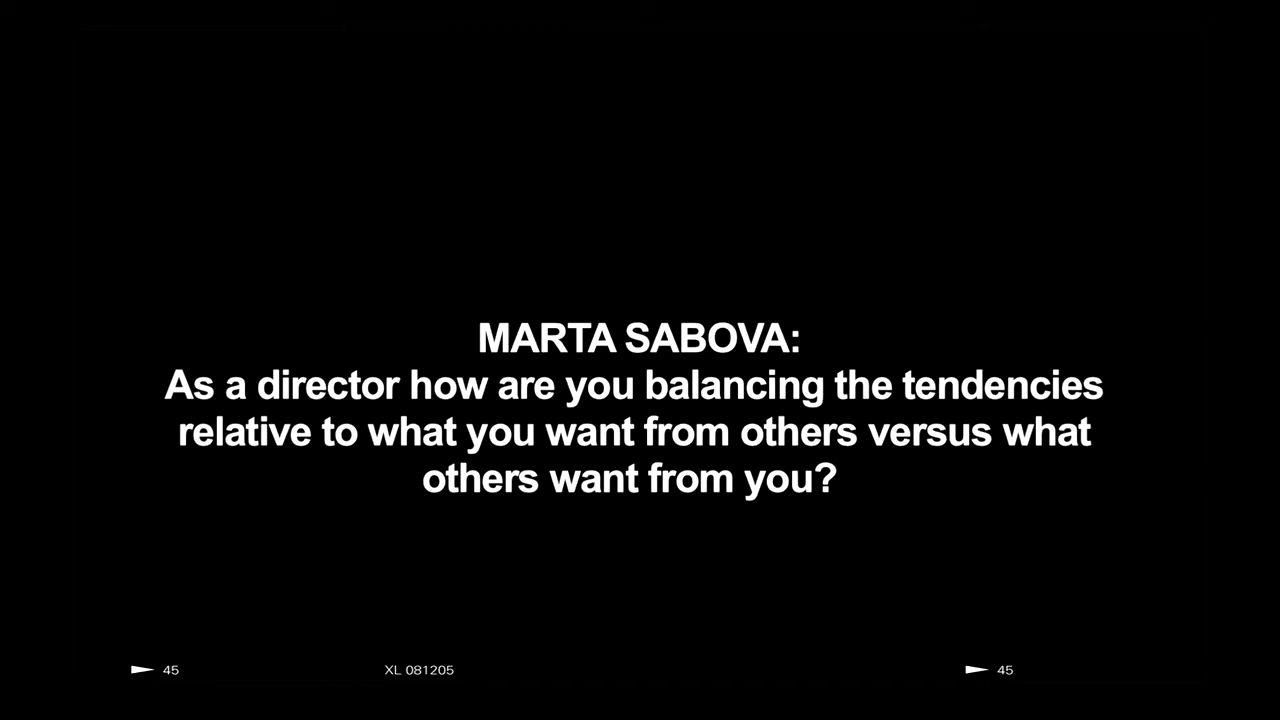 MARTA SABOVA:
As a director how are you balancing the tendencies
relative to what you want from others versus what
others want from you?
45 XL 081205 45